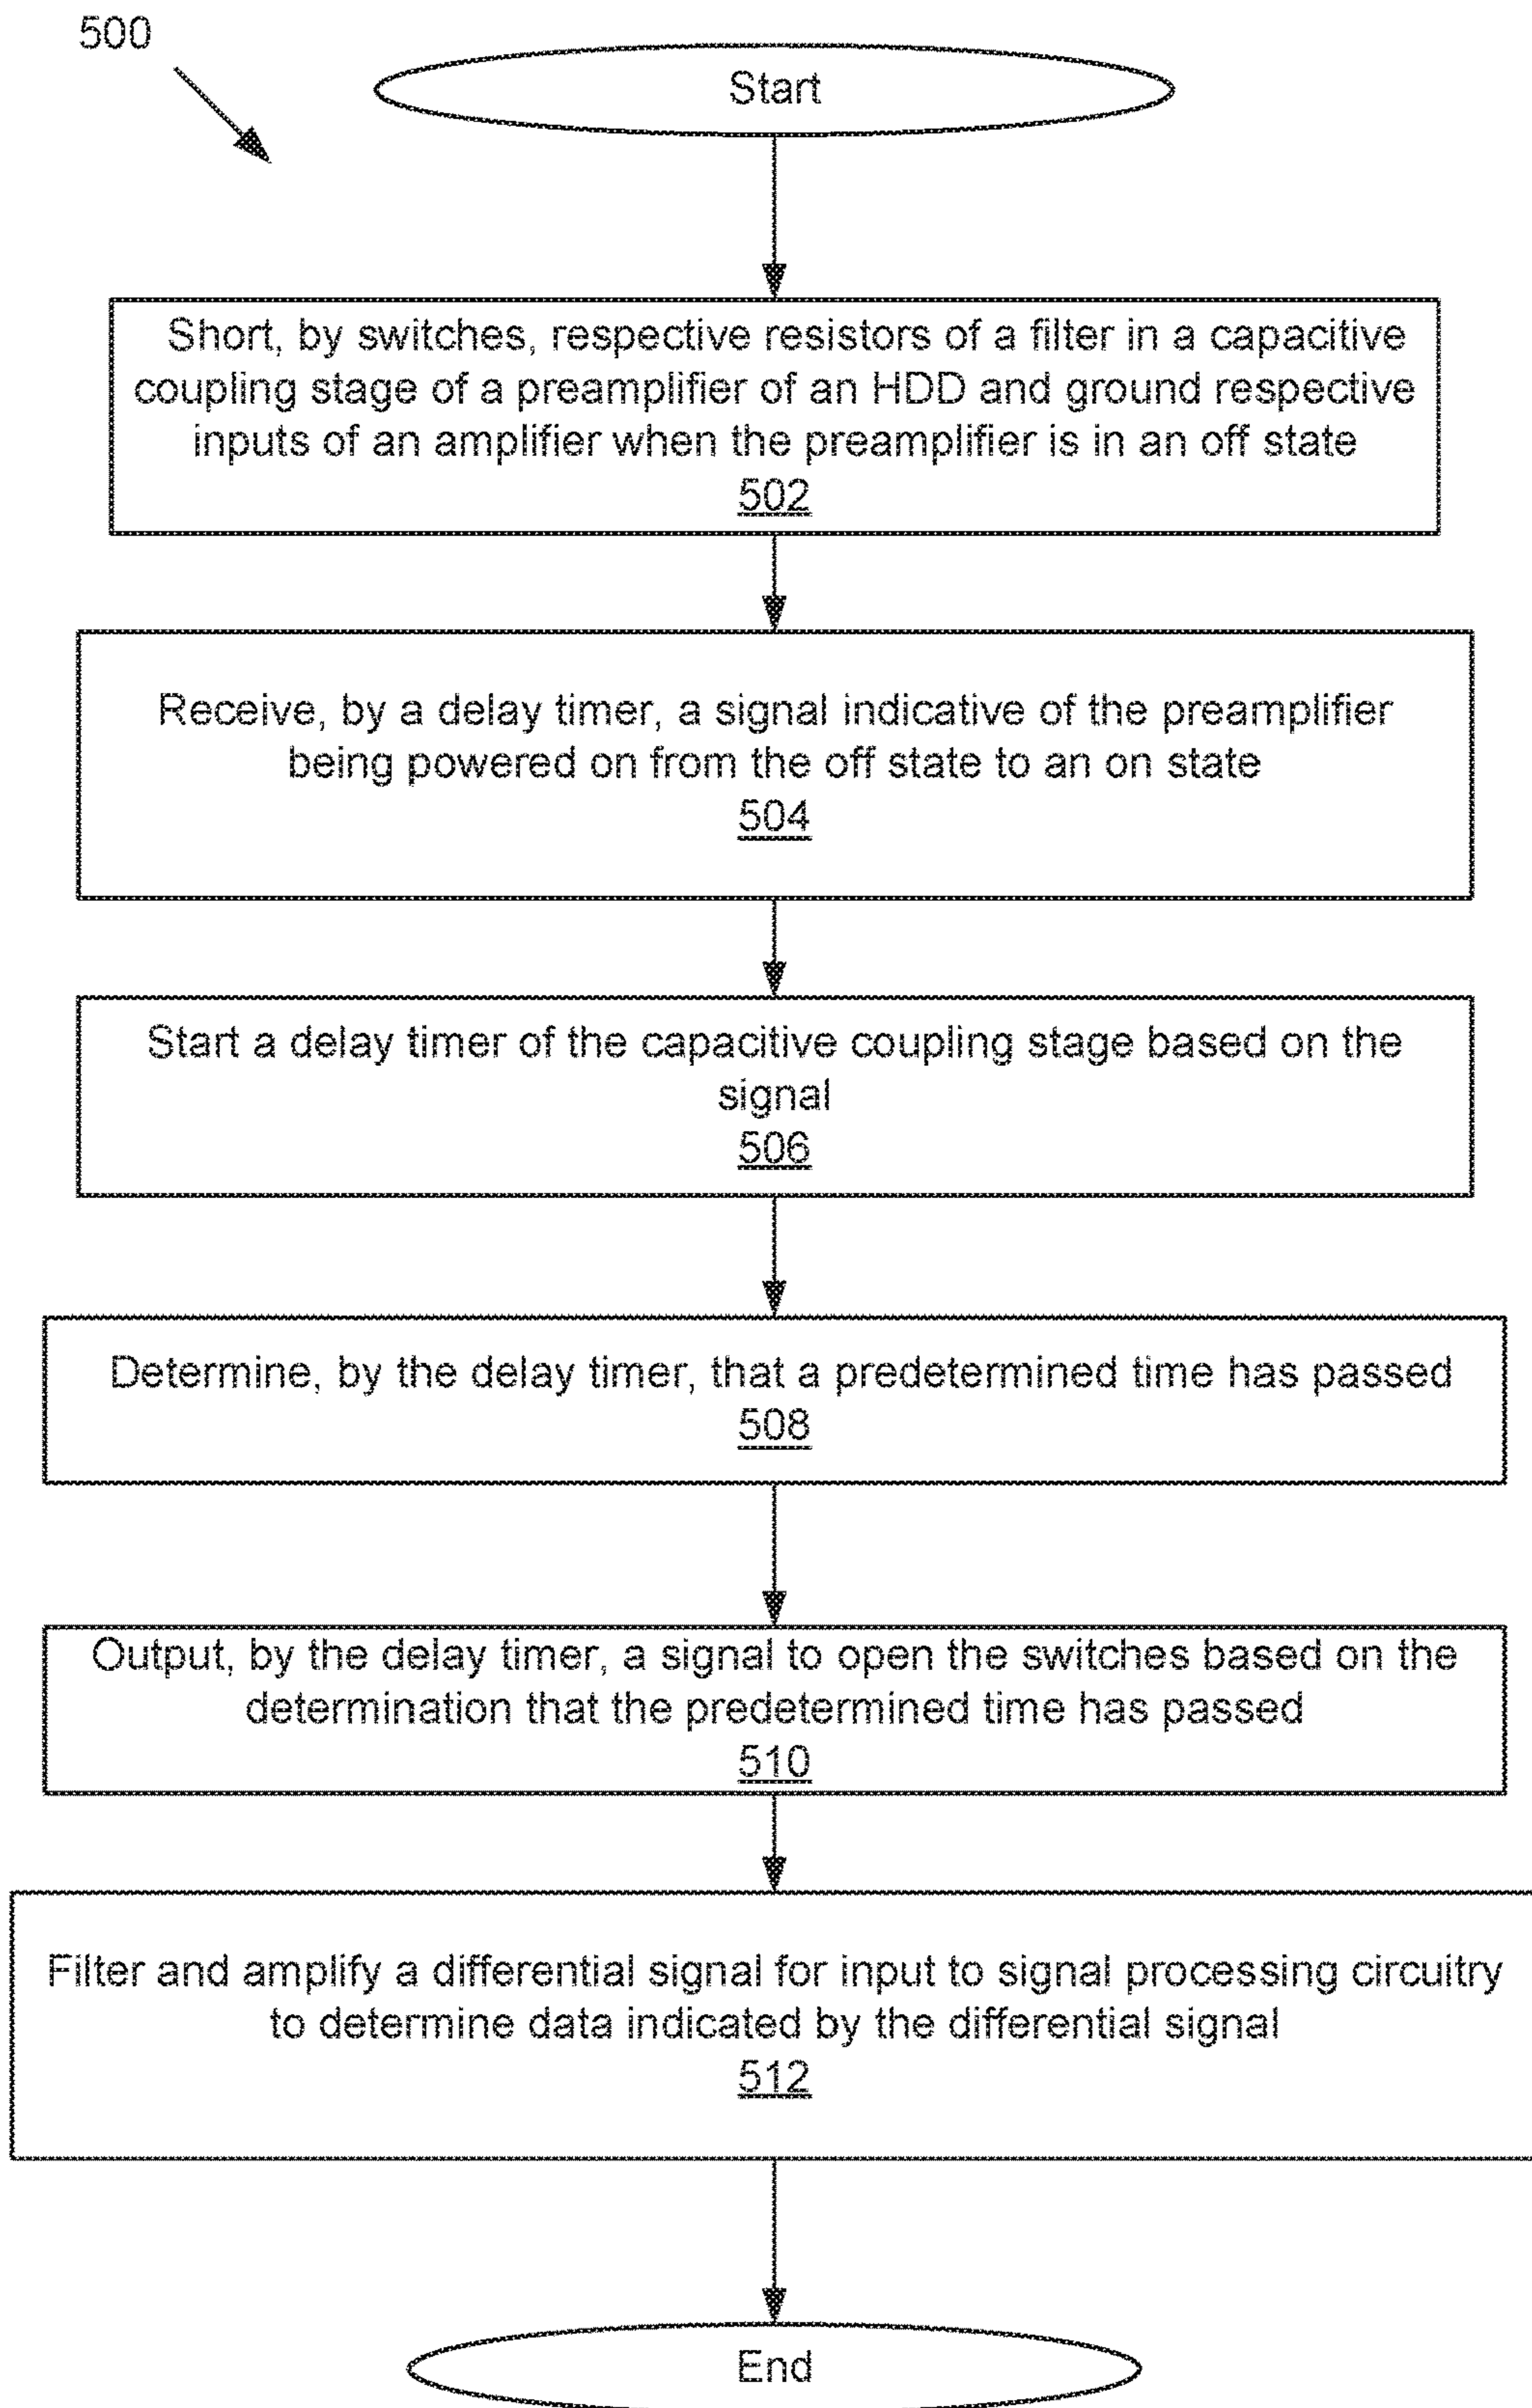 500
Start
Short, by switches, respective resistors of a filter in a capacitive
coupling stage of a preamplifier of an HDD and ground respective
inputs of an amplifier when the preamplifier is in an off state
502
Receive, by a delay timer, a signal indicative of the preamplifier
being powered on from the off state to an on state
504
Start a delay timer of the capacitive coupling stage based on the
signal
506
Determine, by the delay timer, that a predetermined time has passed
508
Output, by the delay timer, a signal to open the switches based on the
determination that the predetermined time has passed
510
Filter and amplify a differential signal for input to signal processing circuitry
to determine data indicated by the differential signal
512
End